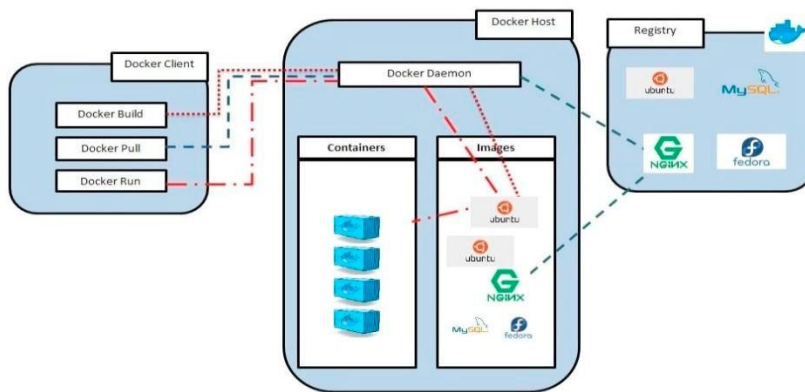 Docker Client
Docker Build
Docker Pull
Docker Run
Docker Host
Docker Daemon
Containers
Images
ubuntu
ubuntu
NGINX
MySQL
fedora
Registry
ubuntu
MySQL
NGINX
fedora